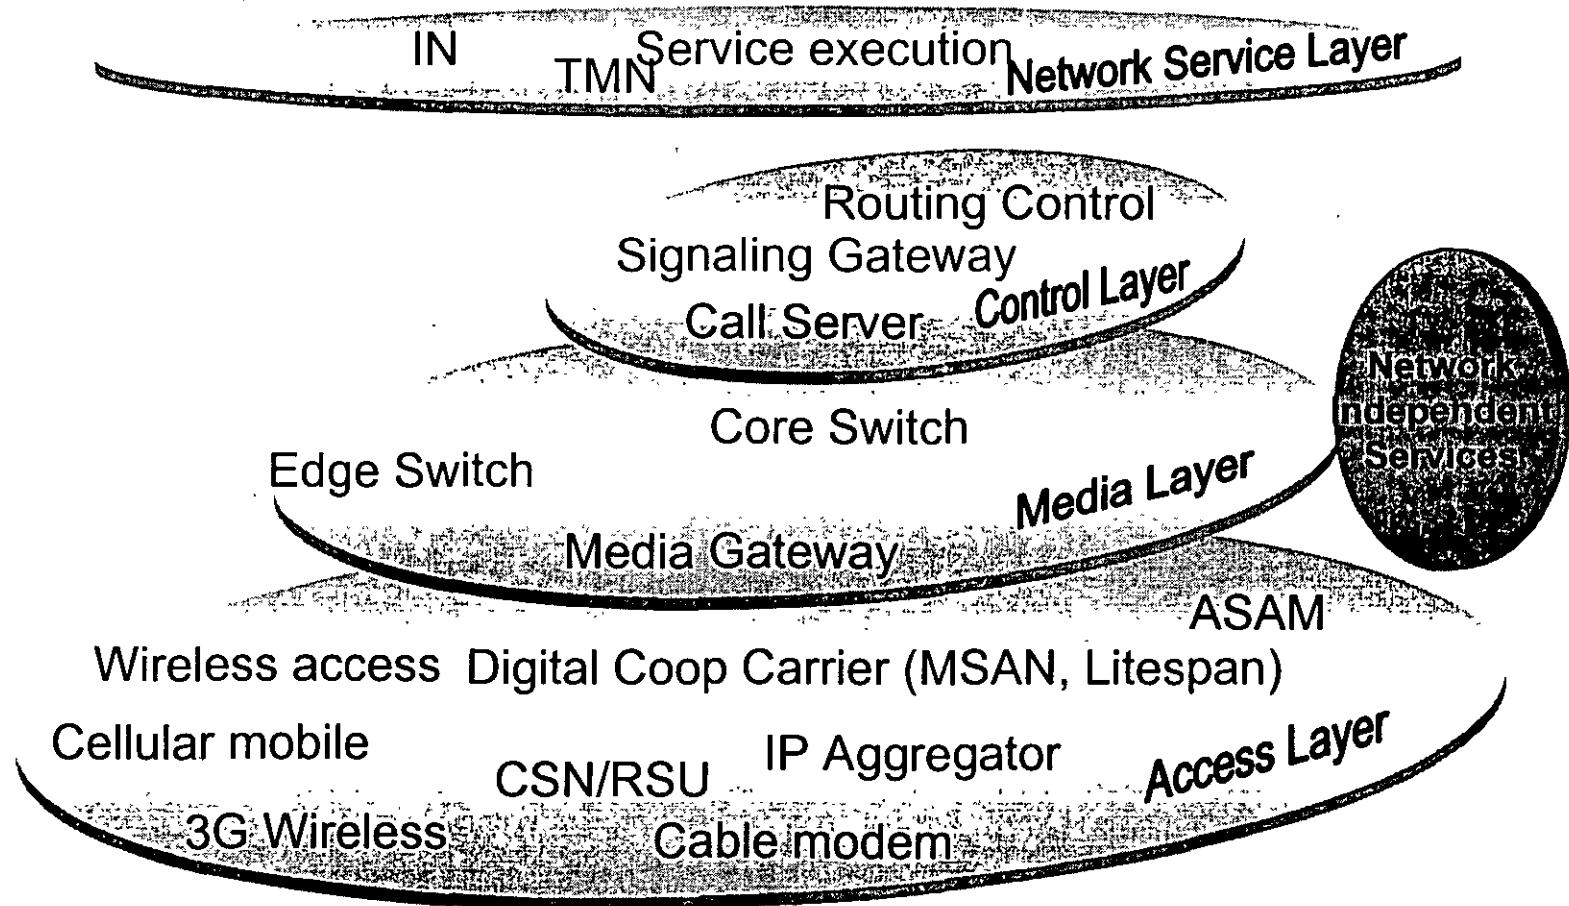 IN
TMN
Service execution
Network Service Layer
Routing Control
Signaling Gateway
Call Server
Control Layer
Network
Independent
Services
Core Switch
Edge Switch
Media Layer
Media Gateway
ASAM
Wireless access
Digital Coop Carrier (MSAN, Litespan)
Cellular mobile
CSN/RSU
IP Aggregator
Access Layer
3G Wireless
Cable modem